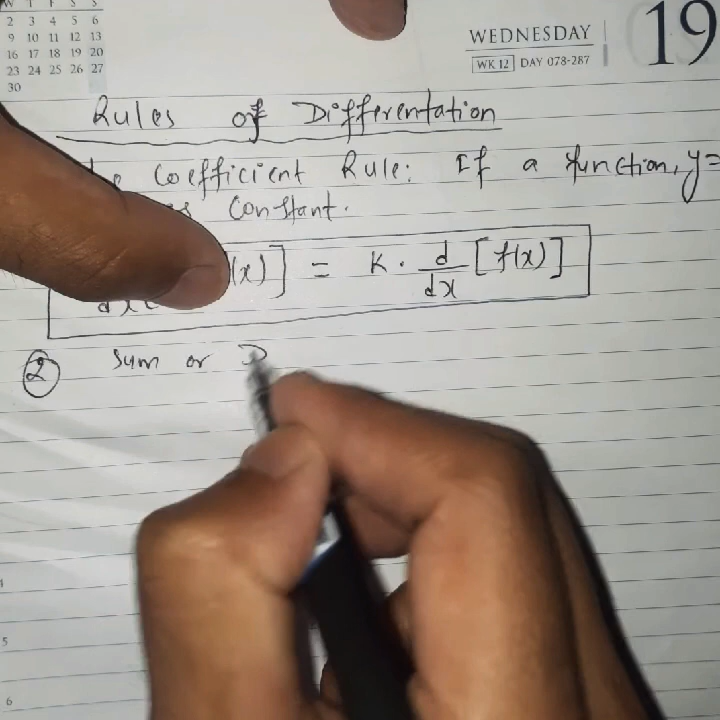 W T F S S
2 3 4 5 6
9 10 11 12 13
16 17 18 19 20
23 24 25 26 27
30
WEDNESDAY
WK 12 DAY 078-287
19
Rules of Differentation
Coefficient Rule: If a function, y=
Constant.
(x)] = K. d/dx [f(x)]
2 Sum or D
5
6